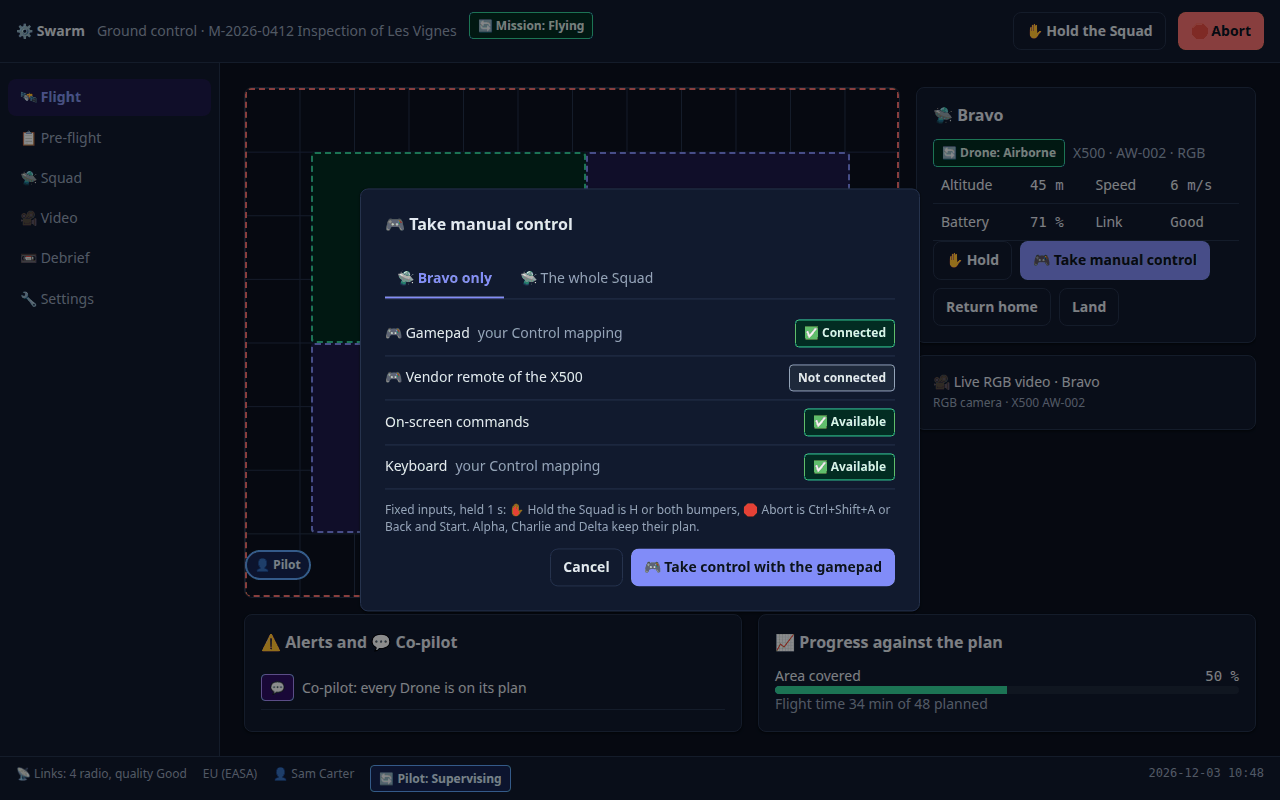 ⚙️ Swarm Ground control · M-2026-0412 Inspection of Les Vignes 🔄 Mission: Flying ✋ Hold the Squad 🛑 Abort
🛰️ Flight
📋 Pre-flight
🛸 Squad
🎥 Video
📼 Debrief
🔧 Settings
👤 Pilot
🛸 Bravo
🔄 Drone: Airborne X500 · AW-002 · RGB
Altitude 45 m Speed 6 m/s
Battery 71 % Link Good
✋ Hold 🎮 Take manual control
Return home Land
🎥 Live RGB video · Bravo
RGB camera · X500 AW-002
🎮 Take manual control
🛸 Bravo only 🛸 The whole Squad
🎮 Gamepad your Control mapping ✅ Connected
🎮 Vendor remote of the X500 Not connected
On-screen commands ✅ Available
Keyboard your Control mapping ✅ Available
Fixed inputs, held 1 s: ✋ Hold the Squad is H or both bumpers, 🛑 Abort is Ctrl+Shift+A or
Back and Start. Alpha, Charlie and Delta keep their plan.
Cancel 🎮 Take control with the gamepad
⚠️ Alerts and 💬 Co-pilot
💬 Co-pilot: every Drone is on its plan
📈 Progress against the plan
Area covered 50 %
Flight time 34 min of 48 planned
📡 Links: 4 radio, quality Good EU (EASA) 👤 Sam Carter 🔄 Pilot: Supervising 2026-12-03 10:48